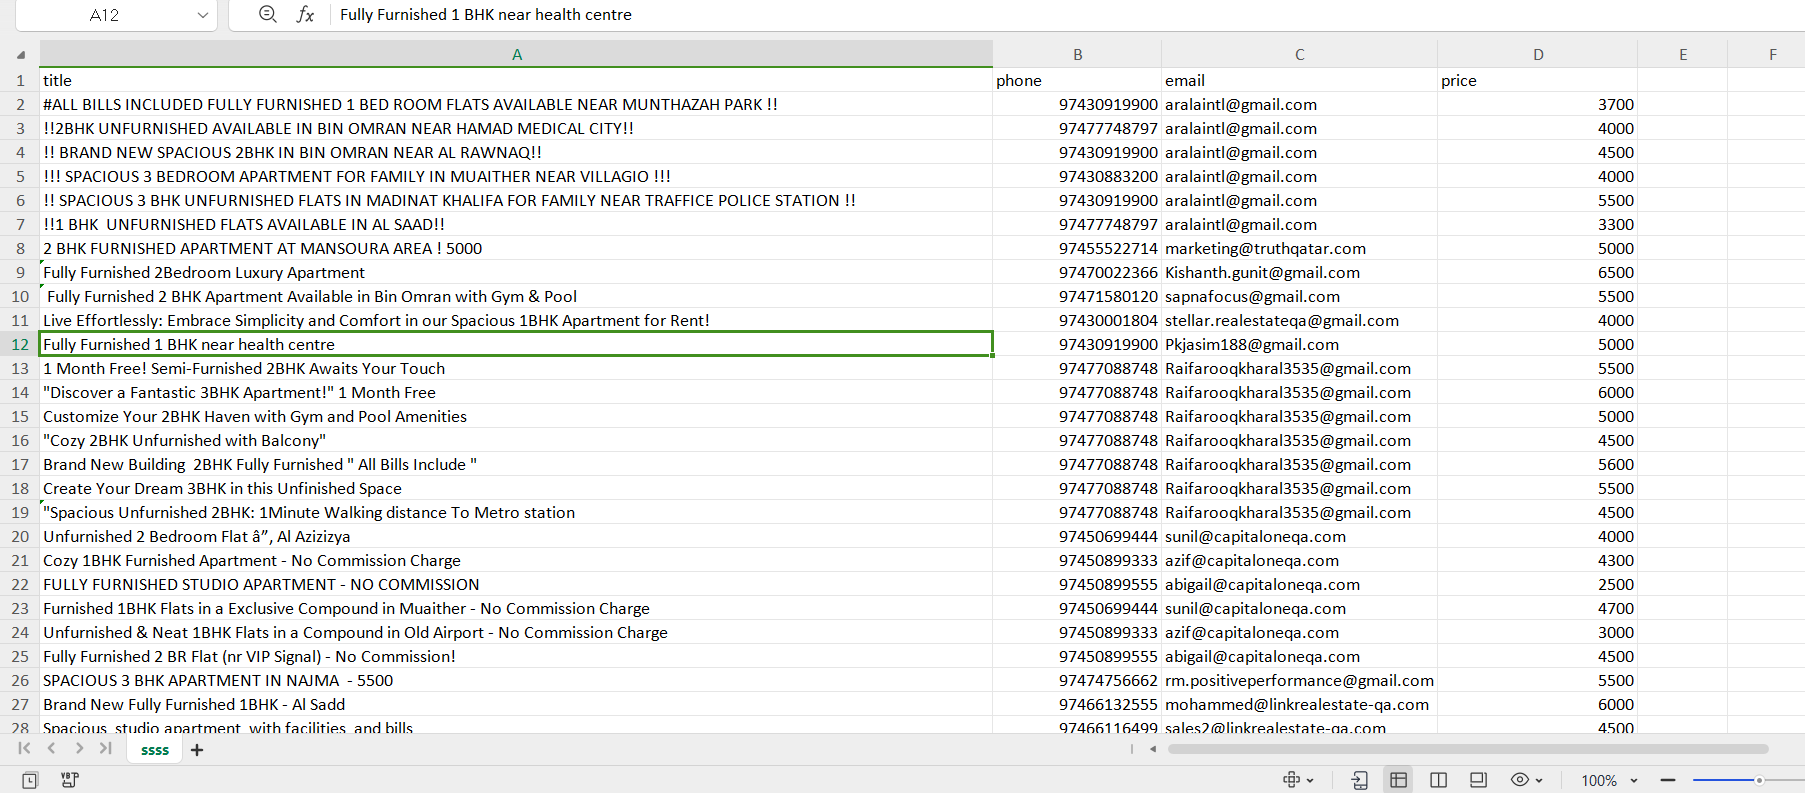 A12 fx Fully Furnished 1 BHK near health centre
A B C D E F
1 title phone email price
2 #ALL BILLS INCLUDED FULLY FURNISHED 1 BED ROOM FLATS AVAILABLE NEAR MUNTHAZAH PARK !! 97430919900 aralaintl@gmail.com 3700
3 !!2BHK UNFURNISHED AVAILABLE IN BIN OMRAN NEAR HAMAD MEDICAL CITY!! 97477748797 aralaintl@gmail.com 4000
4 !! BRAND NEW SPACIOUS 2BHK IN BIN OMRAN NEAR AL RAWNAQ!! 97430919900 aralaintl@gmail.com 4500
5 !!! SPACIOUS 3 BEDROOM APARTMENT FOR FAMILY IN MUAITHER NEAR VILLAGIO !!! 97430883200 aralaintl@gmail.com 4000
6 !! SPACIOUS 3 BHK UNFURNISHED FLATS IN MADINAT KHALIFA FOR FAMILY NEAR TRAFFICE POLICE STATION !! 97430919900 aralaintl@gmail.com 5500
7 !!1 BHK  UNFURNISHED FLATS AVAILABLE IN AL SAAD!! 97477748797 aralaintl@gmail.com 3300
8 2 BHK FURNISHED APARTMENT AT MANSOURA AREA ! 5000 97455522714 marketing@truthqatar.com 5000
9 Fully Furnished 2Bedroom Luxury Apartment 97470022366 Kishanth.gunit@gmail.com 6500
10 Fully Furnished 2 BHK Apartment Available in Bin Omran with Gym & Pool 97471580120 sapnafocus@gmail.com 5500
11 Live Effortlessly: Embrace Simplicity and Comfort in our Spacious 1BHK Apartment for Rent! 97430001804 stellar.realestateqa@gmail.com 4000
12 Fully Furnished 1 BHK near health centre 97430919900 Pkjasim188@gmail.com 5000
13 1 Month Free! Semi-Furnished 2BHK Awaits Your Touch 97477088748 Raifarooqkharal3535@gmail.com 5500
14 "Discover a Fantastic 3BHK Apartment!" 1 Month Free 97477088748 Raifarooqkharal3535@gmail.com 6000
15 Customize Your 2BHK Haven with Gym and Pool Amenities 97477088748 Raifarooqkharal3535@gmail.com 5000
16 "Cozy 2BHK Unfurnished with Balcony" 97477088748 Raifarooqkharal3535@gmail.com 4500
17 Brand New Building  2BHK Fully Furnished " All Bills Include " 97477088748 Raifarooqkharal3535@gmail.com 5600
18 Create Your Dream 3BHK in this Unfinished Space 97477088748 Raifarooqkharal3535@gmail.com 5500
19 "Spacious Unfurnished 2BHK: 1Minute Walking distance To Metro station 97477088748 Raifarooqkharal3535@gmail.com 4500
20 Unfurnished 2 Bedroom Flat â”‚ Al Azizizya 97450699444 sunil@capitaloneqa.com 4000
21 Cozy 1BHK Furnished Apartment - No Commission Charge 97450899333 azif@capitaloneqa.com 4300
22 FULLY FURNISHED STUDIO APARTMENT - NO COMMISSION 97450899555 abigail@capitaloneqa.com 2500
23 Furnished 1BHK Flats in a Exclusive Compound in Muaither - No Commission Charge 97450699444 sunil@capitaloneqa.com 4700
24 Unfurnished & Neat 1BHK Flats in a Compound in Old Airport - No Commission Charge 97450899333 azif@capitaloneqa.com 3000
25 Fully Furnished 2 BR Flat (nr VIP Signal) - No Commission! 97450899555 abigail@capitaloneqa.com 4500
26 SPACIOUS 3 BHK APARTMENT IN NAJMA  - 5500 97474756662 rm.positiveperformance@gmail.com 5500
27 Brand New Fully Furnished 1BHK - Al Sadd 97466132555 mohammed@linkrealestate-qa.com 6000
28 Spacious  studio apartment  with facilities  and bills 97466116499 sales2@linkrealestate-qa.com 4500
ssss
100%